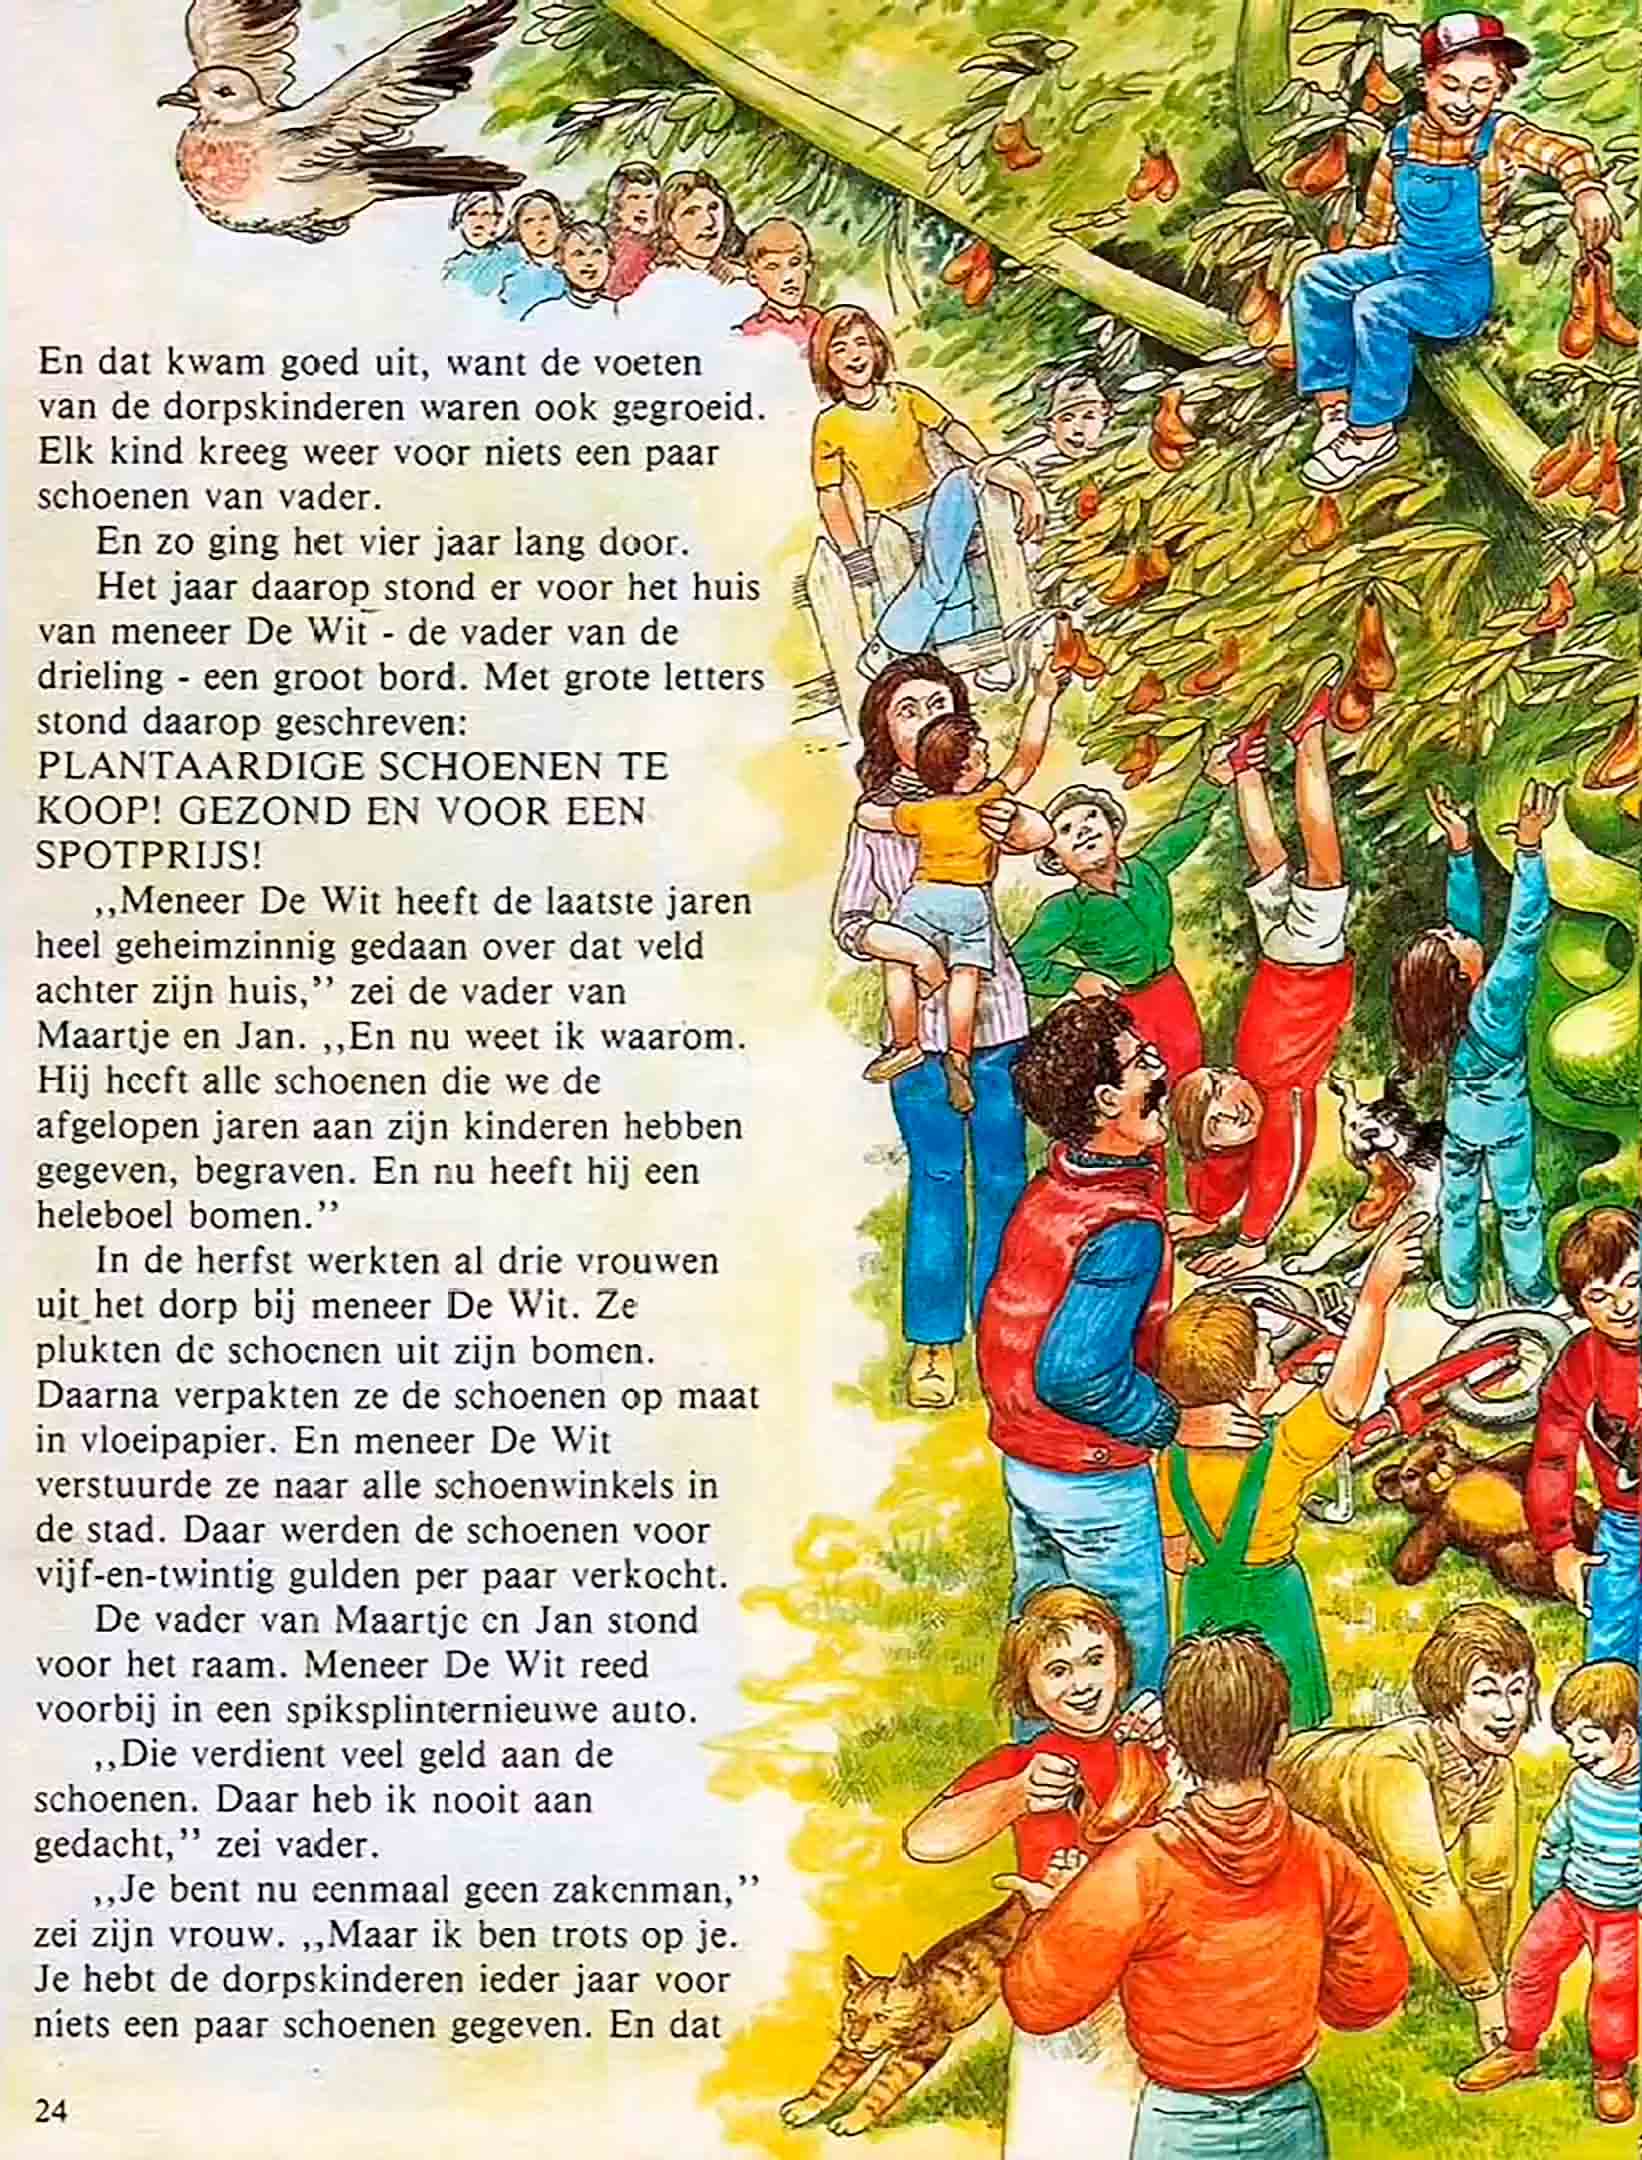 En dat kwam goed uit, want de voeten
van de dorpskinderen waren ook gegroeid.
Elk kind kreeg weer voor niets een paar
schoenen van vader.
En zo ging het vier jaar lang door.
Het jaar daarop stond er voor het huis
van meneer De Wit - de vader van de
drieling - een groot bord. Met grote letters
stond daarop geschreven:
PLANTAARDIGE SCHOENEN TE
KOOP! GEZOND EN VOOR EEN
SPOTPRIJS!
,,Meneer De Wit heeft de laatste jaren
heel geheimzinnig gedaan over dat veld
achter zijn huis,'' zei de vader van
Maartje en Jan. ,,En nu weet ik waarom.
Hij heeft alle schoenen die we de
afgelopen jaren aan zijn kinderen hebben
gegeven, begraven. En nu heeft hij een
heleboel bomen.''
In de herfst werkten al drie vrouwen
uit het dorp bij meneer De Wit. Ze
plukten de schoenen uit zijn bomen.
Daarna verpakten ze de schoenen op maat
in vloeipapier. En meneer De Wit
verstuurde ze naar alle schoenwinkels in
de stad. Daar werden de schoenen voor
vijf-en-twintig gulden per paar verkocht.
De vader van Maartje en Jan stond
voor het raam. Meneer De Wit reed
voorbij in een spiksplinternieuwe auto.
,,Die verdient veel geld aan de
schoenen. Daar heb ik nooit aan
gedacht,'' zei vader.
,,Je bent nu eenmaal geen zakenman,''
zei zijn vrouw. ,,Maar ik ben trots op je.
Je hebt de dorpskinderen ieder jaar voor
niets een paar schoenen gegeven. En dat
24